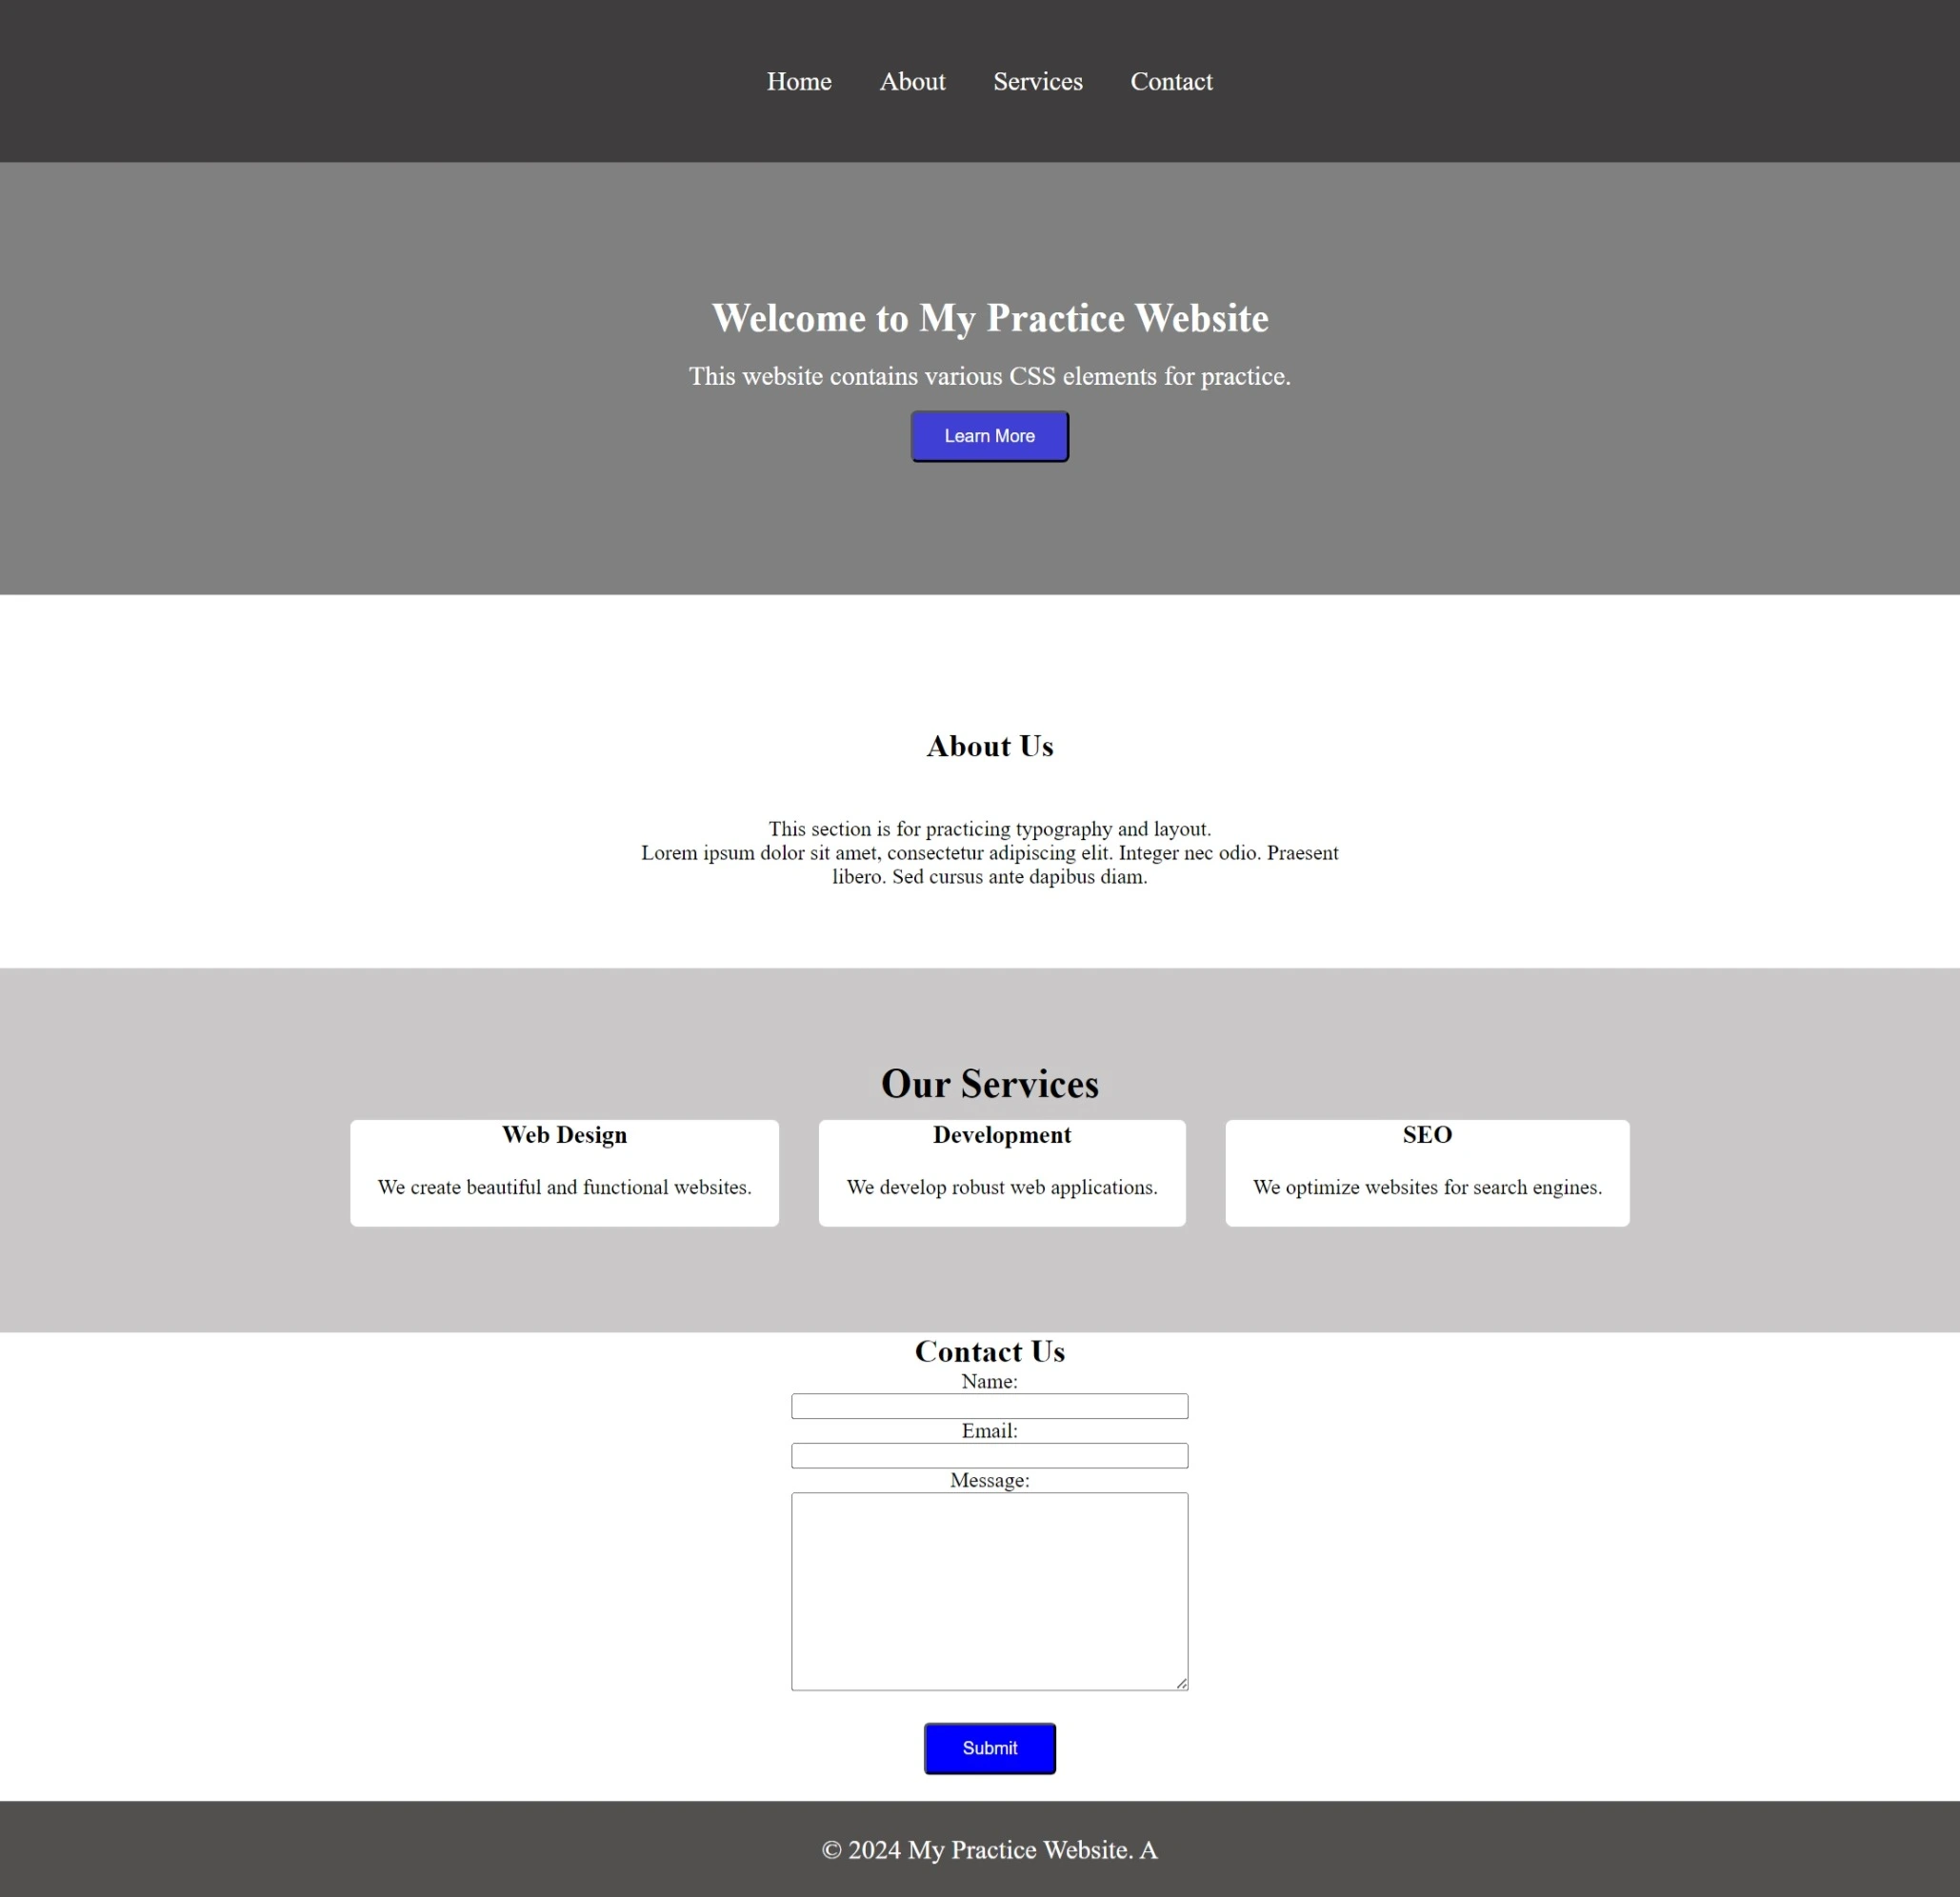 Home About Services Contact
Welcome to My Practice Website
This website contains various CSS elements for practice.
Learn More
About Us
This section is for practicing typography and layout.
Lorem ipsum dolor sit amet, consectetur adipiscing elit. Integer nec odio. Praesent
libero. Sed cursus ante dapibus diam.
Our Services
Web Design
We create beautiful and functional websites.
Development
We develop robust web applications.
SEO
We optimize websites for search engines.
Contact Us
Name:
Email:
Message:
Submit
© 2024 My Practice Website. A